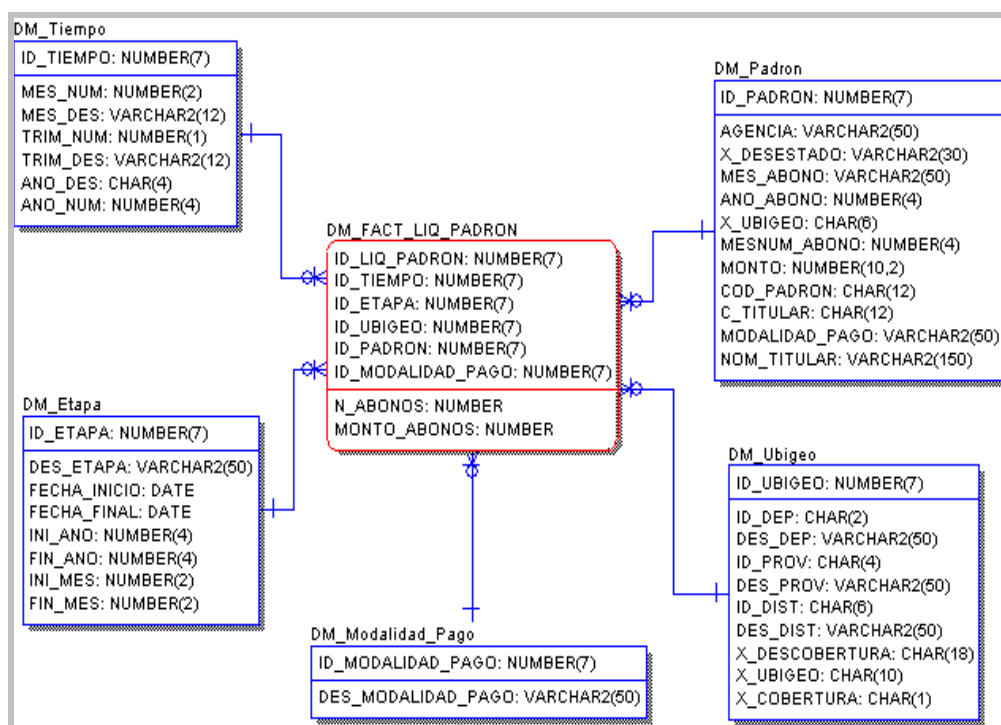 DM_Tiempo
ID_TIEMPO: NUMBER(7)
MES_NUM: NUMBER(2)
MES_DES: VARCHAR2(12)
TRIM_NUM: NUMBER(1)
TRIM_DES: VARCHAR2(12)
ANO_DES: CHAR(4)
ANO_NUM: NUMBER(4)
DM_Padron
ID_PADRON: NUMBER(7)
AGENCIA: VARCHAR2(50)
X_DESESTADO: VARCHAR2(30)
MES_ABONO: VARCHAR2(50)
ANO_ABONO: NUMBER(4)
X_UBIGEO: CHAR(6)
MESNUM_ABONO: NUMBER(4)
MONTO: NUMBER(10,2)
COD_PADRON: CHAR(12)
C_TITULAR: CHAR(12)
MODALIDAD_PAGO: VARCHAR2(50)
NOM_TITULAR: VARCHAR2(150)
DM_FACT_LIQ_PADRON
ID_LIQ_PADRON: NUMBER(7)
ID_TIEMPO: NUMBER(7)
ID_ETAPA: NUMBER(7)
ID_UBIGEO: NUMBER(7)
ID_PADRON: NUMBER(7)
ID_MODALIDAD_PAGO: NUMBER(7)
N_ABONOS: NUMBER
MONTO_ABONOS: NUMBER
DM_Etapa
ID_ETAPA: NUMBER(7)
DES_ETAPA: VARCHAR2(50)
FECHA_INICIO: DATE
FECHA_FINAL: DATE
INI_ANO: NUMBER(4)
FIN_ANO: NUMBER(4)
INI_MES: NUMBER(2)
FIN_MES: NUMBER(2)
DM_Ubigeo
ID_UBIGEO: NUMBER(7)
ID_DEP: CHAR(2)
DES_DEP: VARCHAR2(50)
ID_PROV: CHAR(4)
DES_PROV: VARCHAR2(50)
ID_DIST: CHAR(6)
DES_DIST: VARCHAR2(50)
X_DESCOBERTURA: CHAR(18)
X_UBIGEO: CHAR(10)
X_COBERTURA: CHAR(1)
DM_Modalidad_Pago
ID_MODALIDAD_PAGO: NUMBER(7)
DES_MODALIDAD_PAGO: VARCHAR2(50)